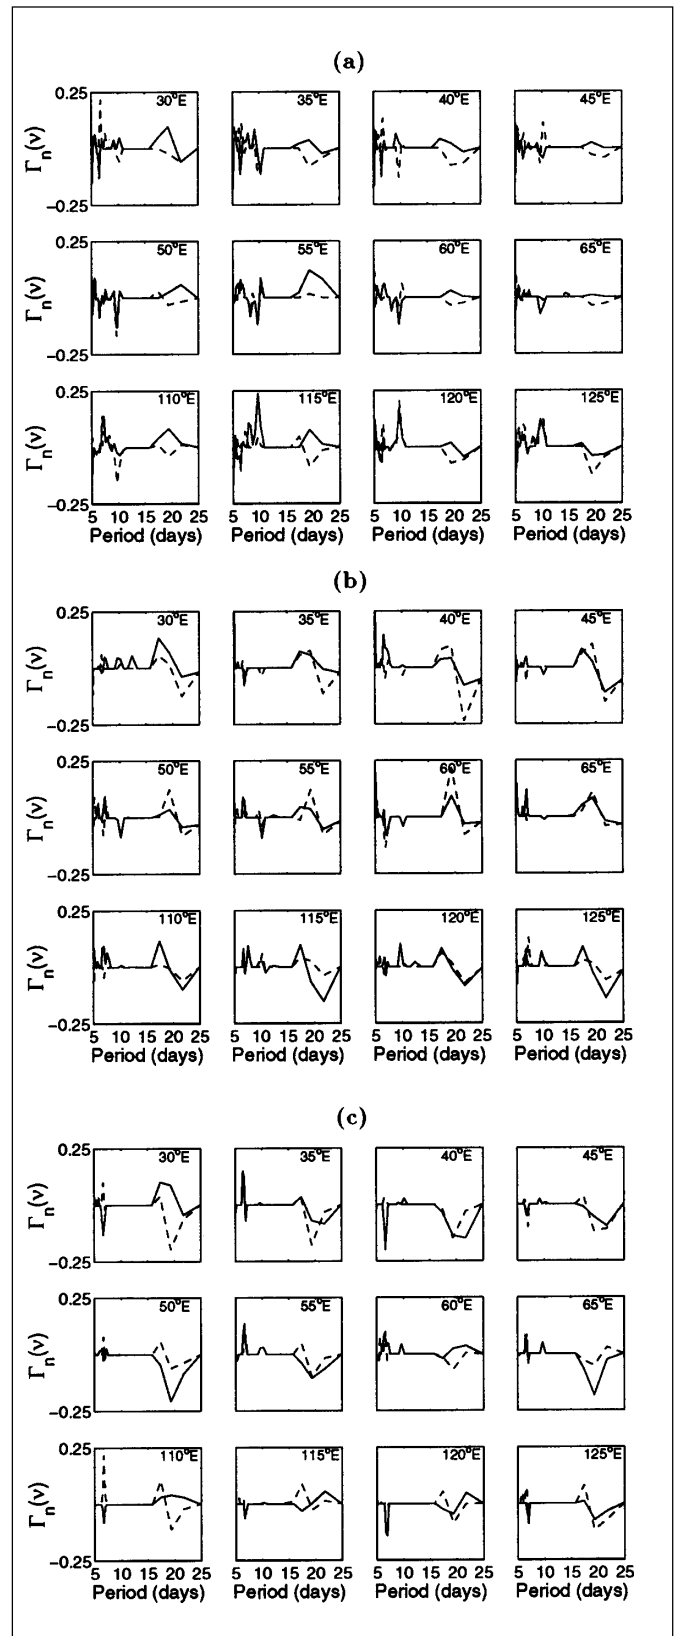 (a)
0.25 30°E 35°E 40°E 45°E
Γn(ν)
−0.25
0.25 50°E 55°E 60°E 65°E
Γn(ν)
−0.25
0.25 110°E 115°E 120°E 125°E
Γn(ν)
−0.25
5 10 15 20 25 5 10 15 20 25 5 10 15 20 25 5 10 15 20 25
Period (days) Period (days) Period (days) Period (days)
(b)
0.25 30°E 35°E 40°E 45°E
Γn(ν)
−0.25
0.25 50°E 55°E 60°E 65°E
Γn(ν)
−0.25
0.25 110°E 115°E 120°E 125°E
Γn(ν)
−0.25
5 10 15 20 25 5 10 15 20 25 5 10 15 20 25 5 10 15 20 25
Period (days) Period (days) Period (days) Period (days)
(c)
0.25 30°E 35°E 40°E 45°E
Γn(ν)
−0.25
0.25 50°E 55°E 60°E 65°E
Γn(ν)
−0.25
0.25 110°E 115°E 120°E 125°E
Γn(ν)
−0.25
5 10 15 20 25 5 10 15 20 25 5 10 15 20 25 5 10 15 20 25
Period (days) Period (days) Period (days) Period (days)